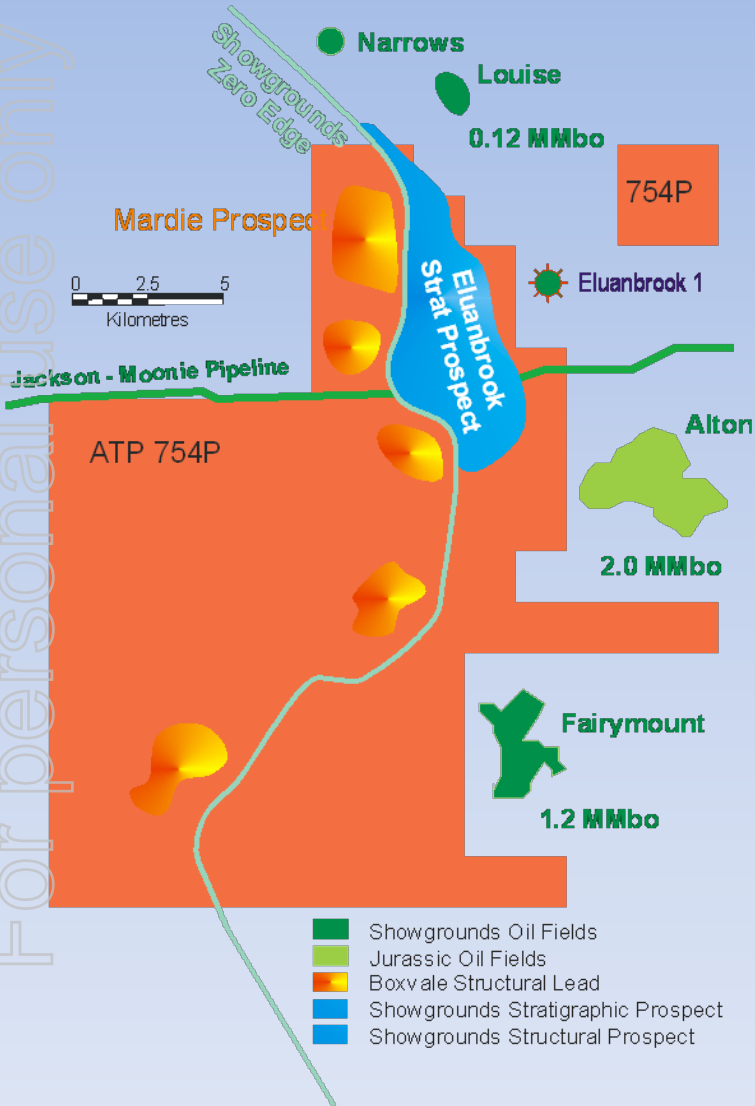 For personal use only
Showgrounds
Zero Edge
Narrows
Louise
0.12 MMbo
754P
Mardie Prospect
0 2.5 5
Kilometres
Eluanbrook 1
Eluanbrook
Strat Prospect
Jackson - Moonie Pipeline
ATP 754P
Alton
2.0 MMbo
Fairymount
1.2 MMbo
Showgrounds Oil Fields
Jurassic Oil Fields
Boxvale Structural Lead
Showgrounds Stratigraphic Prospect
Showgrounds Structural Prospect